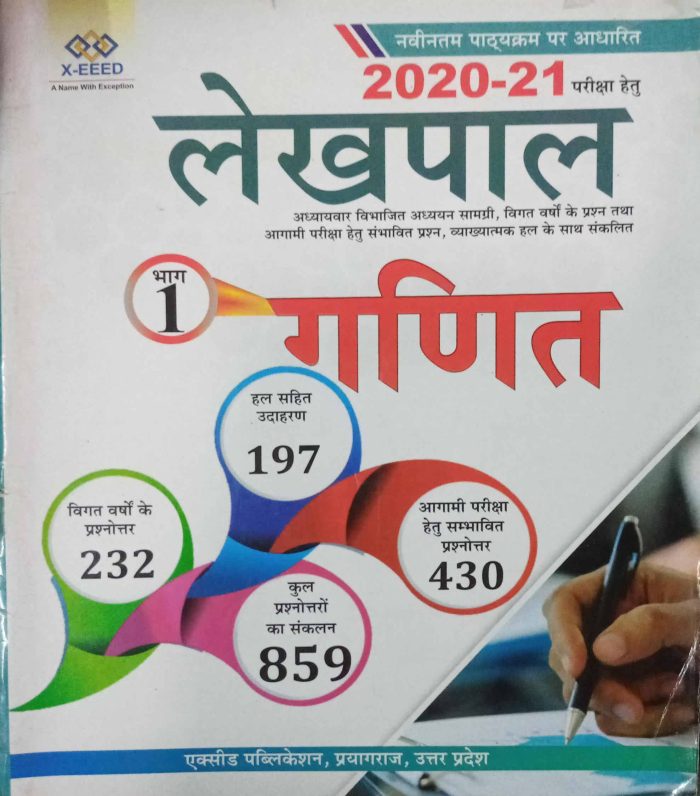 X-EEED
A Name With Exception
नवीनतम पाठ्यक्रम पर आधारित
2020-21 परीक्षा हेतु
लेखपाल
अध्यायवार विभाजित अध्ययन सामग्री, विगत वर्षों के प्रश्न तथा
आगामी परीक्षा हेतु संभावित प्रश्न, व्याख्यात्मक हल के साथ संकलित
भाग
1
गणित
हल सहित
उदाहरण
197
विगत वर्षों के
प्रश्नोत्तर
232
आगामी परीक्षा
हेतु सम्भावित
प्रश्नोत्तर
430
कुल
प्रश्नोत्तरों
का संकलन
859
एक्सीड पब्लिकेशन, प्रयागराज, उत्तर प्रदेश